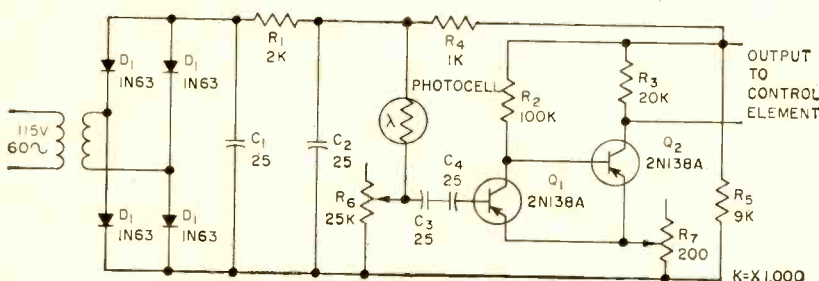 D1
1N63
D1
1N63
R1
2K
R4
1K
OUTPUT
TO
CONTROL
ELEMENT
PHOTOCELL
R2
100K
R3
20K
115V
60~
λ
C1
25
C2
25
R6
25K
C4
25
C3
25
Q1
2N138A
Q2
2N138A
R5
9K
D1
1N63
D1
1N63
R7
200
K=X1,000